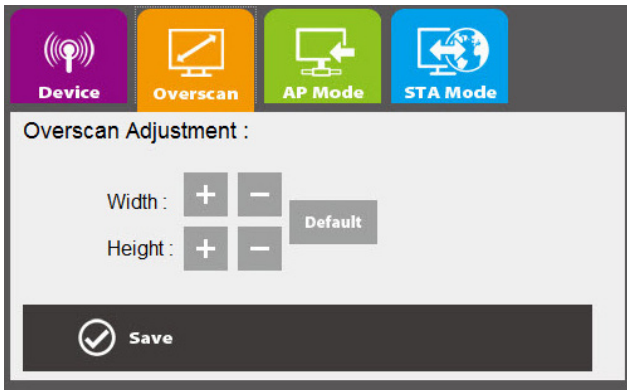 Device Overscan AP Mode STA Mode
Overscan Adjustment :
Width : + −
Default
Height : + −
Save